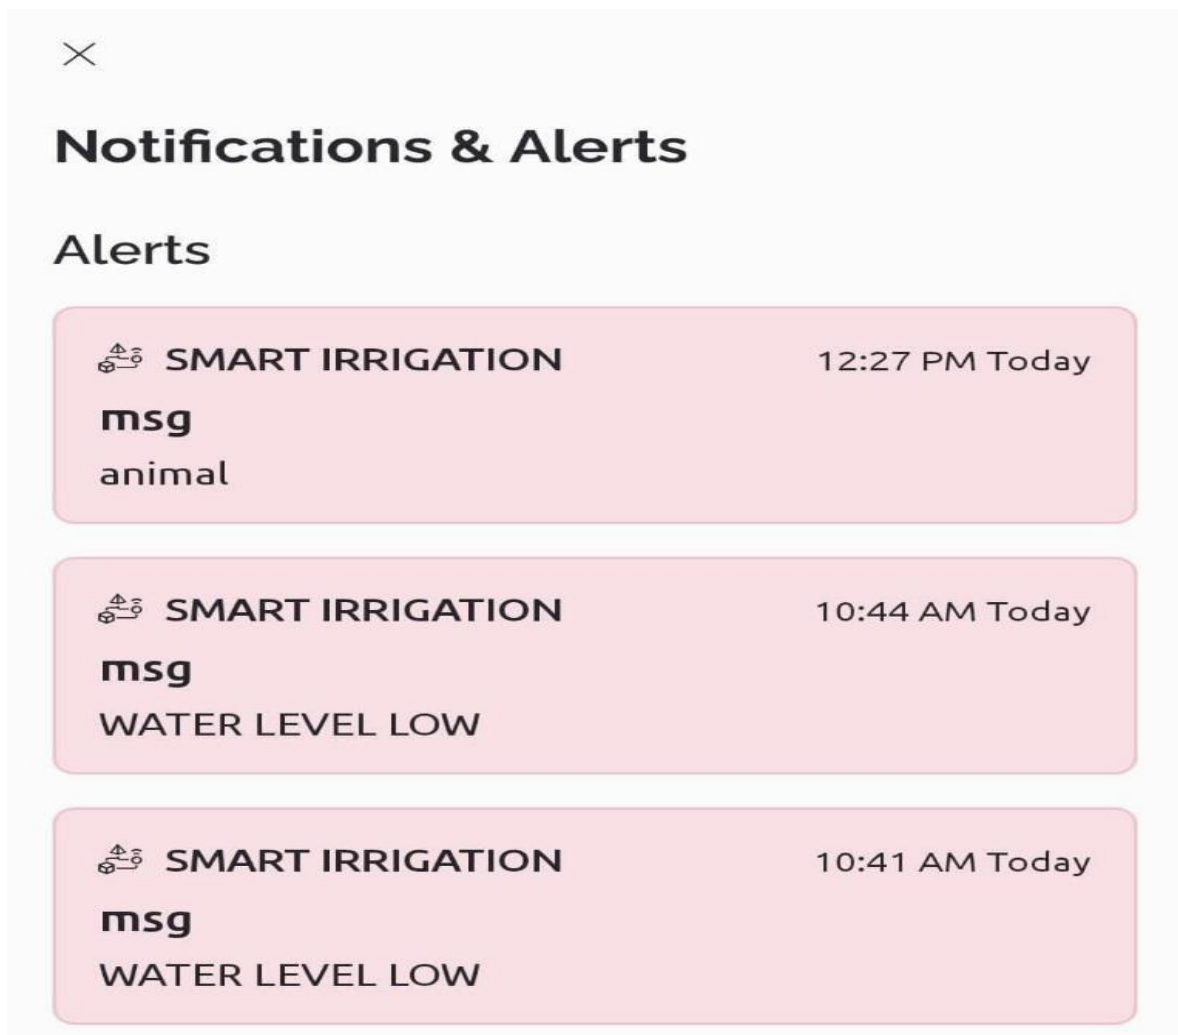 Notifications & Alerts
Alerts
SMART IRRIGATION 12:27 PM Today
msg
animal
SMART IRRIGATION 10:44 AM Today
msg
WATER LEVEL LOW
SMART IRRIGATION 10:41 AM Today
msg
WATER LEVEL LOW